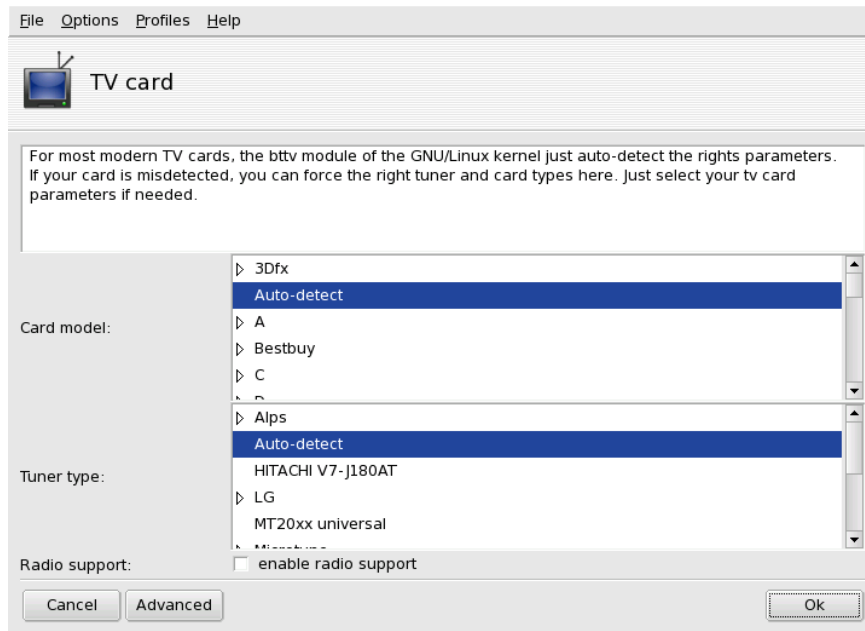 File Options Profiles Help
TV card
For most modern TV cards, the bttv module of the GNU/Linux kernel just auto-detect the rights parameters.
If your card is misdetected, you can force the right tuner and card types here. Just select your tv card
parameters if needed.
Card model:
3Dfx
Auto-detect
A
Bestbuy
C
Tuner type:
Alps
Auto-detect
HITACHI V7-J180AT
LG
MT20xx universal
Radio support:
enable radio support
Cancel Advanced Ok